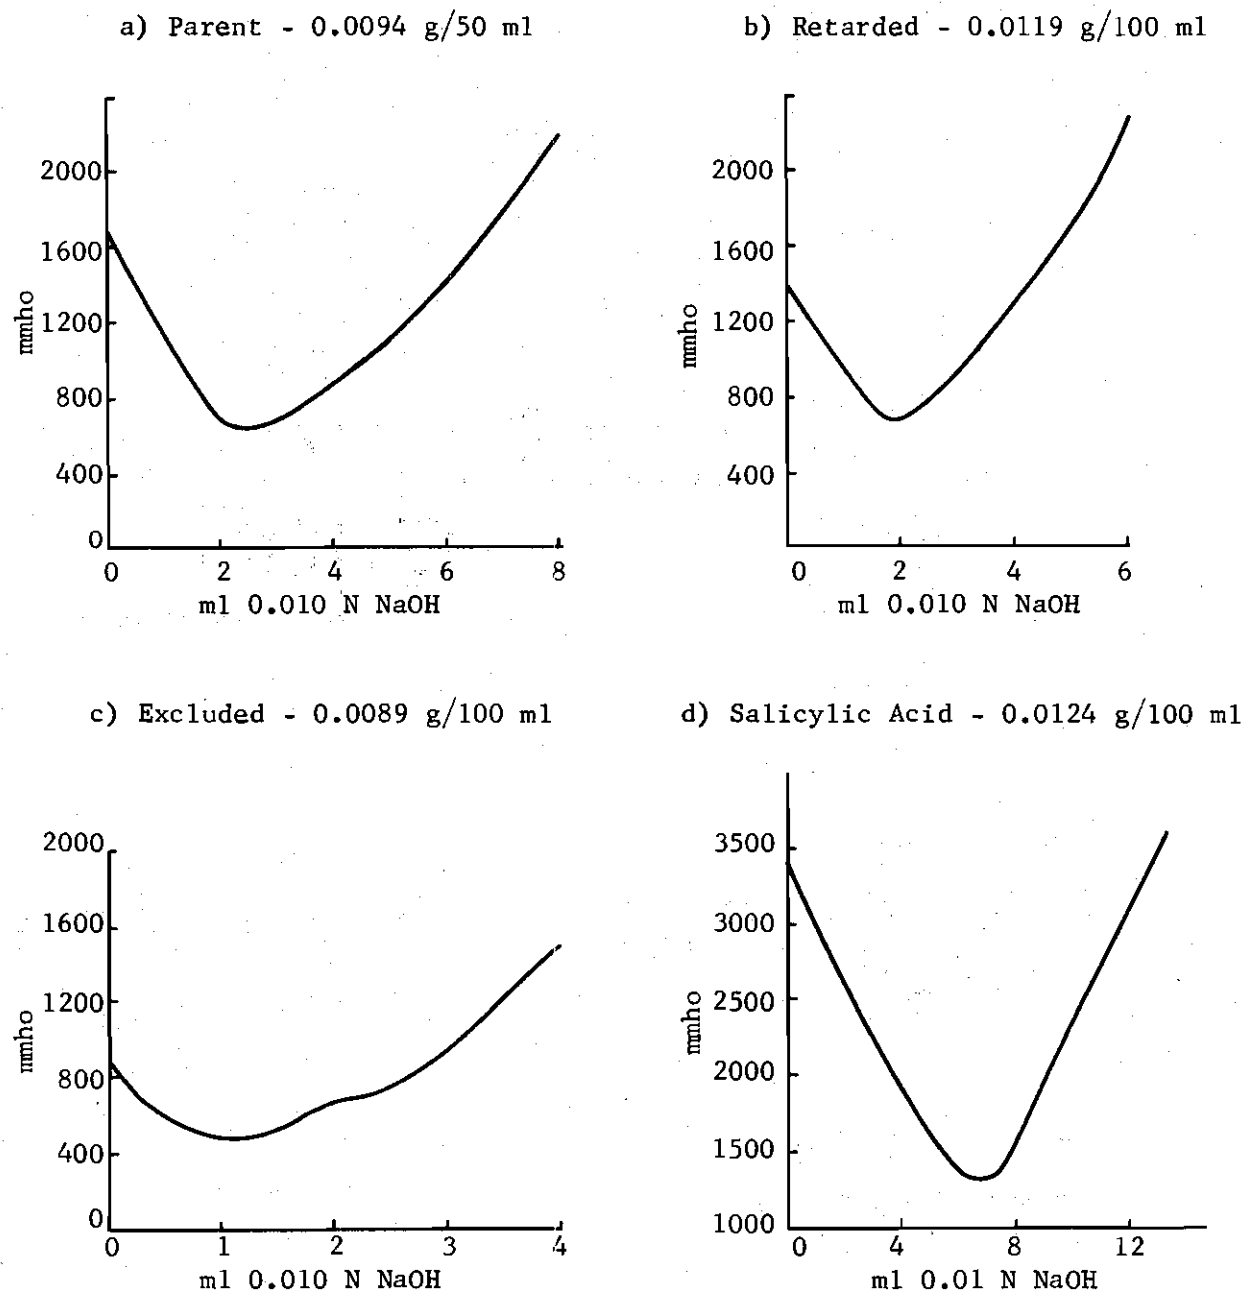 a) Parent - 0.0094 g/50 ml
2000
1600
1200
800
400
0
mmho
0 2 4 6 8
ml 0.010 N NaOH
b) Retarded - 0.0119 g/100 ml
2000
1600
1200
800
400
mmho
0 2 4 6
ml 0.010 N NaOH
c) Excluded - 0.0089 g/100 ml
2000
1600
1200
800
400
0
mmho
0 1 2 3 4
ml 0.010 N NaOH
d) Salicylic Acid - 0.0124 g/100 ml
3500
3000
2500
2000
1500
1000
mmho
0 4 8 12
ml 0.01 N NaOH